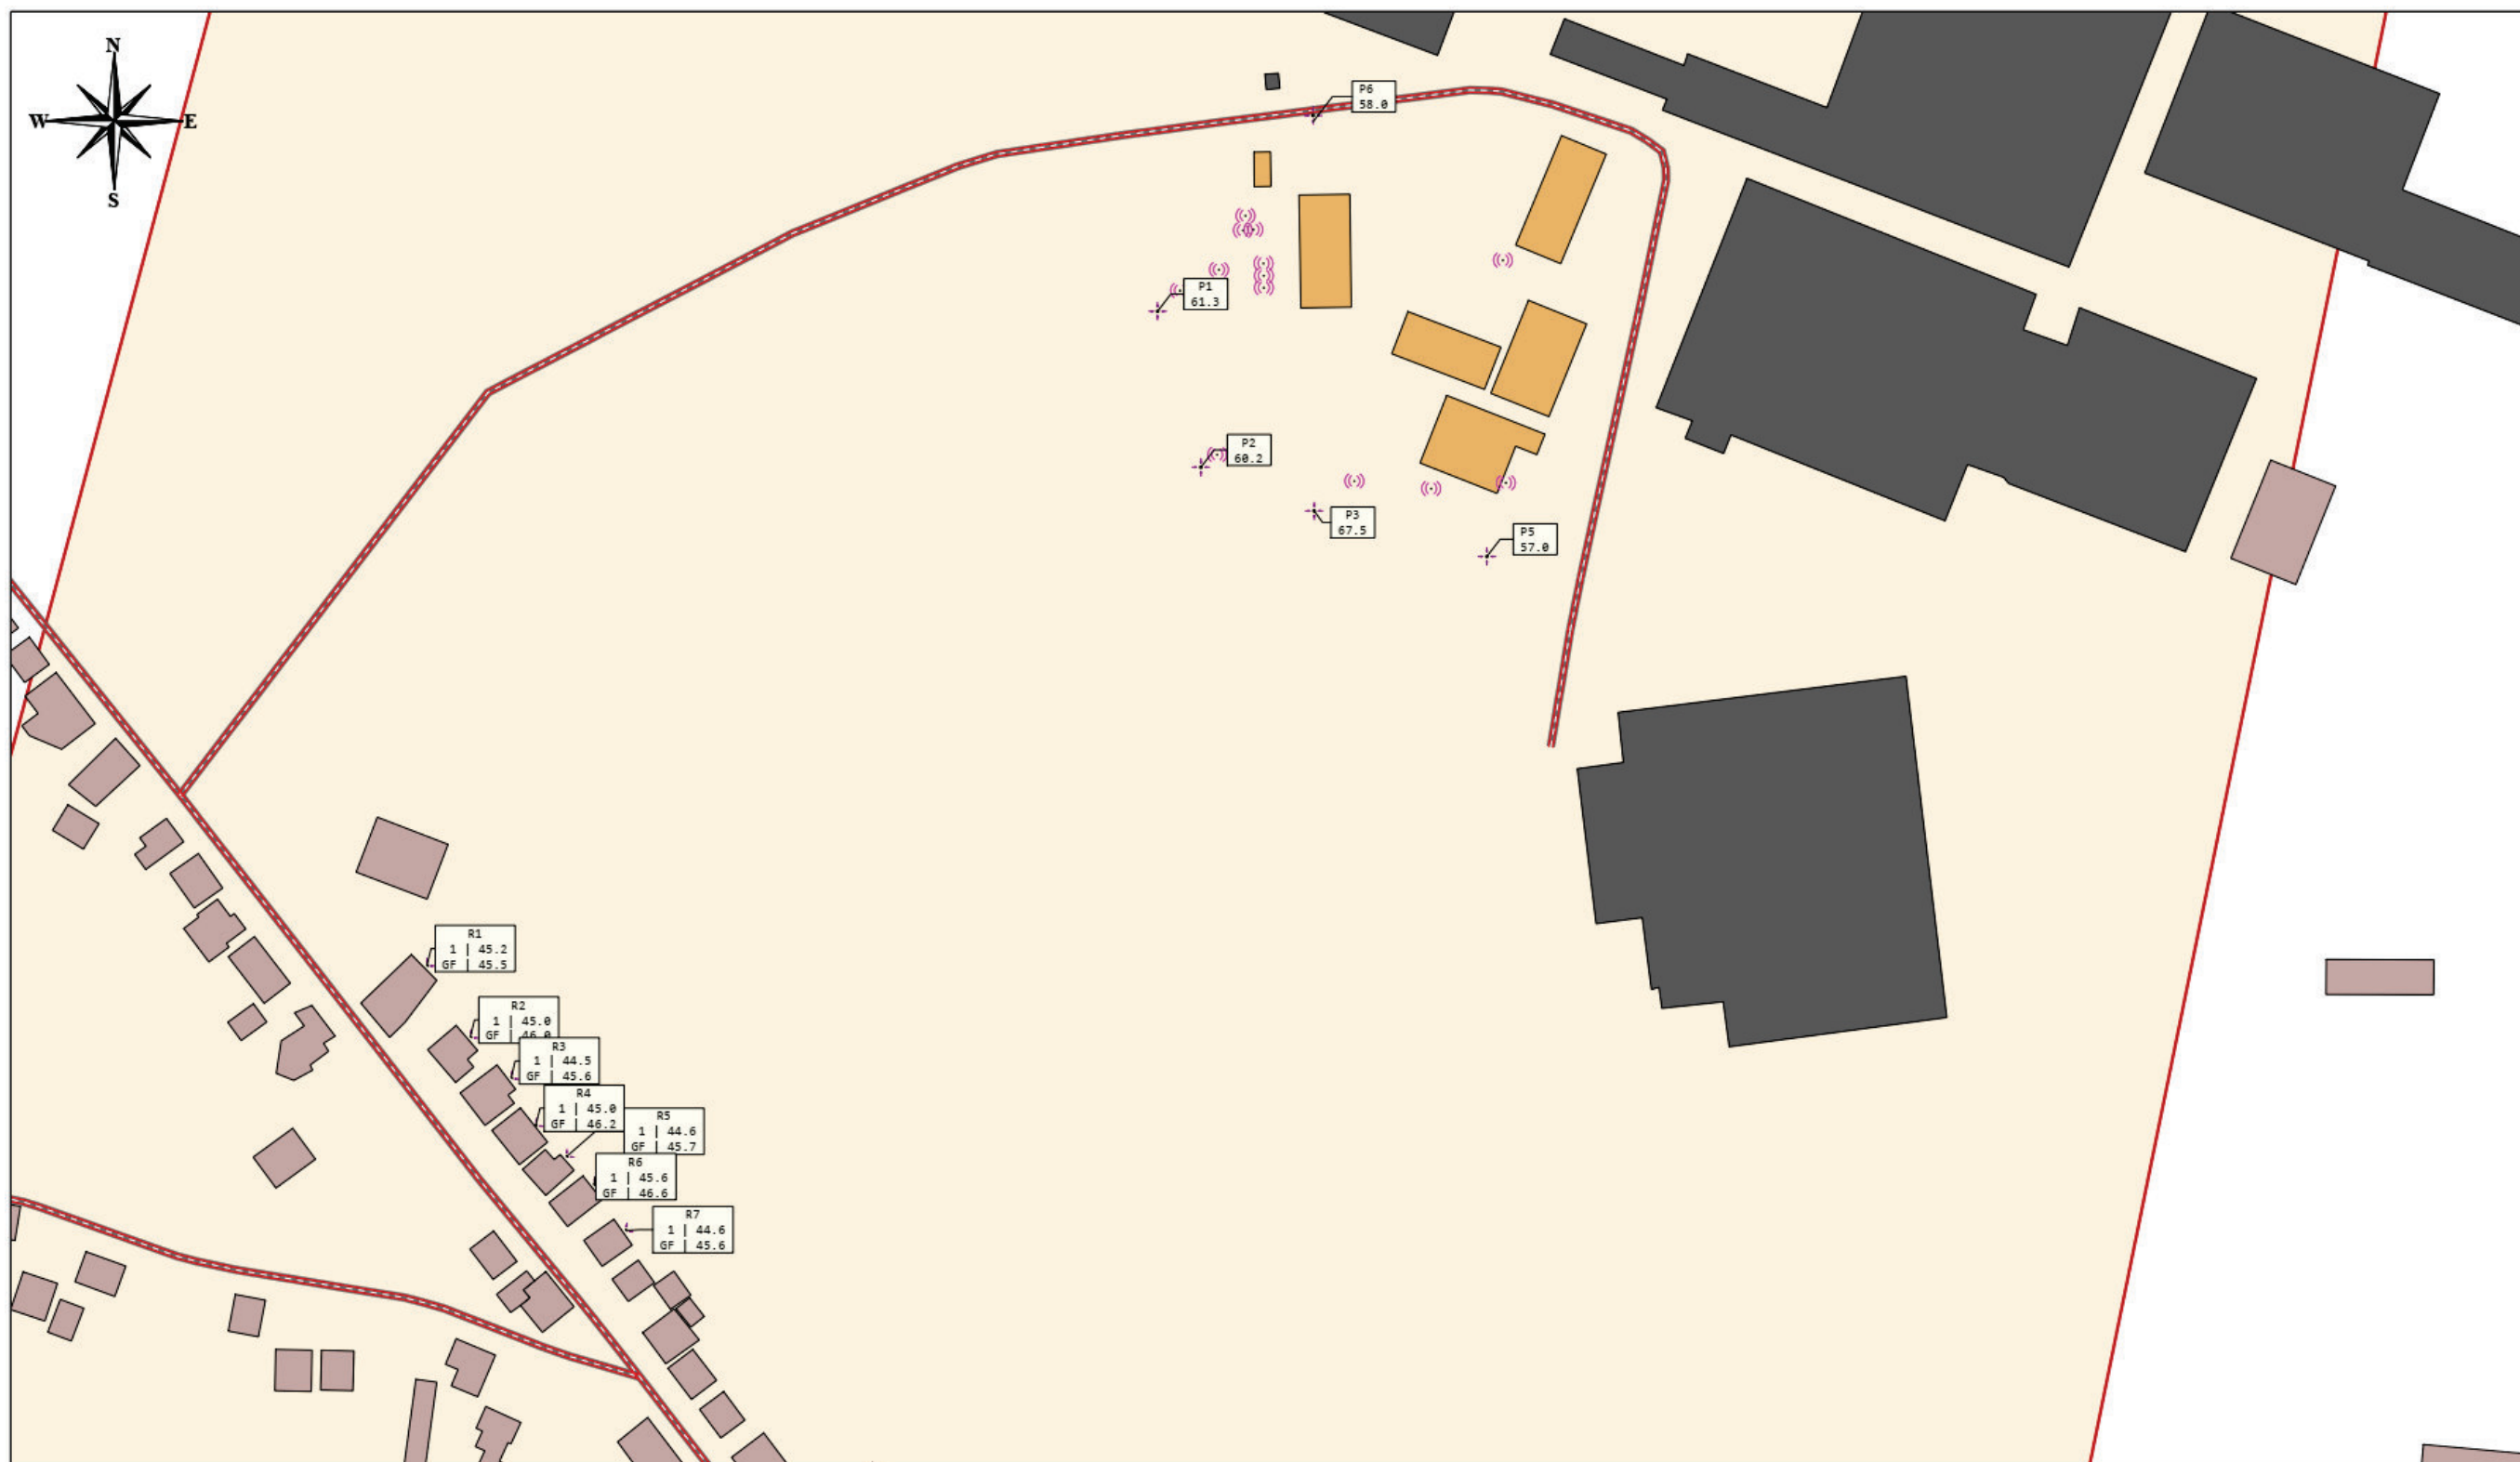 N
W E
S
P6
58.0
P1
61.3
P2
60.2
P3
67.5
P5
57.0
R1
1 | 45.2
GF | 45.5
R2
1 | 45.0
GF | 46.0
R3
1 | 44.5
GF | 45.6
R4
1 | 45.0
GF | 46.2
R5
1 | 44.6
GF | 45.7
R6
1 | 45.6
GF | 46.6
R7
1 | 44.6
GF | 45.6